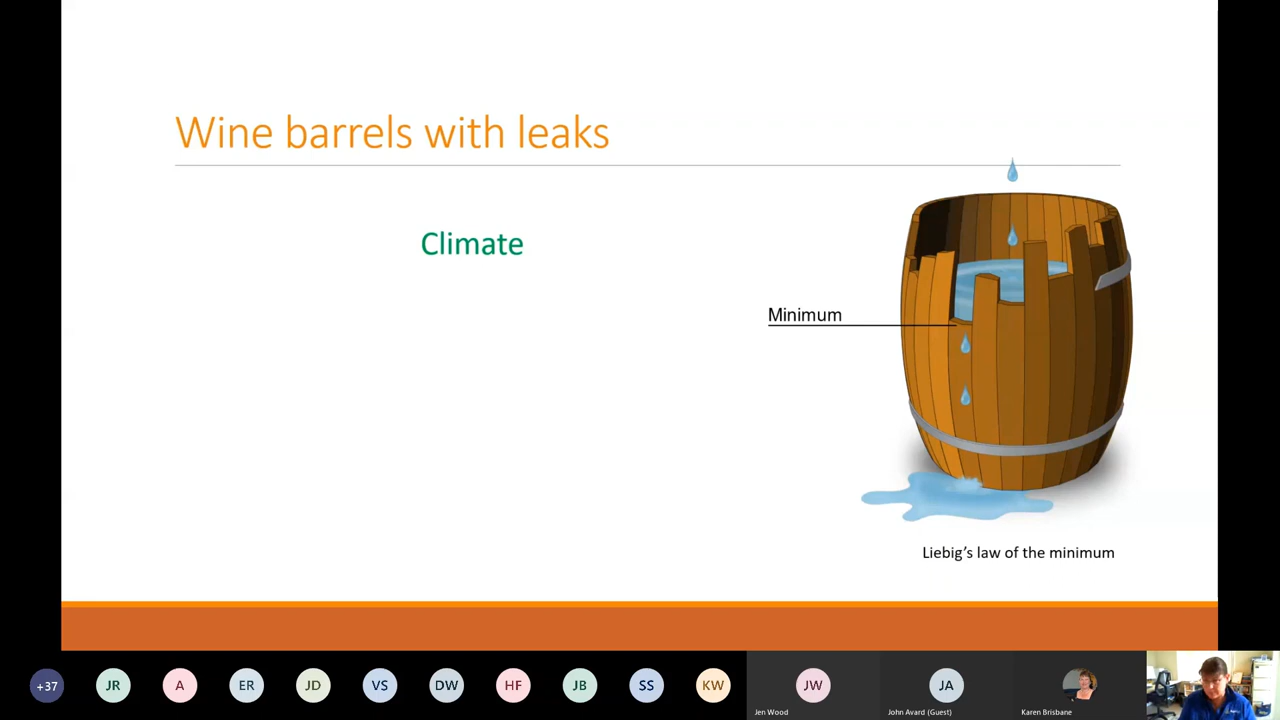 Wine barrels with leaks
Climate
Minimum
Liebig’s law of the minimum
+37
JR
A
ER
JD
VS
DW
HF
JB
SS
KW
JW
JA
Jen Wood
John Avard (Guest)
Karen Brisbane